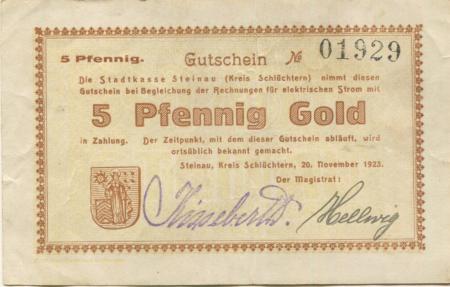 5 Pfennig. Gutschein № 01929
Die Stadtkasse Steinau (Kreis Schlüchtern) nimmt diesen
Gutschein bei Begleichung der Rechnungen für elektrischen Strom mit
5 Pfennig Gold
in Zahlung. Der Zeitpunkt, mit dem dieser Gutschein abläuft, wird
ortsüblich bekannt gemacht.
Steinau, Kreis Schlüchtern, 20. November 1923.
Der Magistrat:
Hellwig